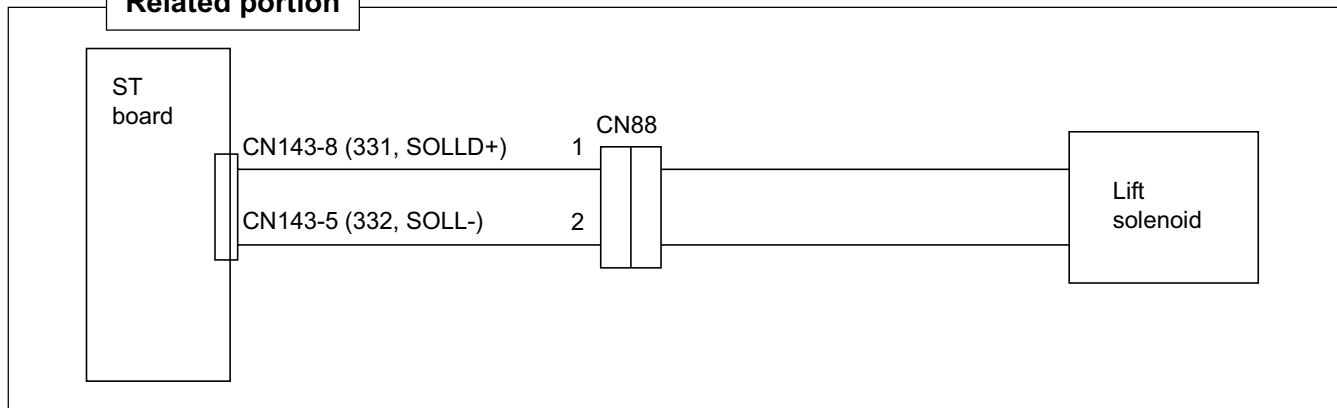 Related portion
ST
board
CN143-8 (331, SOLLD+)
1
CN88
CN143-5 (332, SOLL-)
2
Lift
solenoid